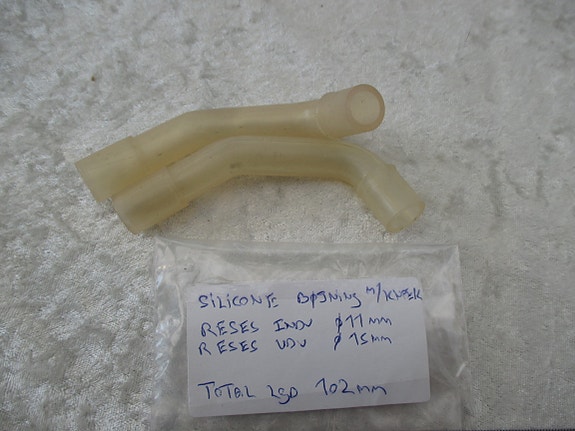 SILICONE BØJNING M/KNÆK
RESES INDV Ø11MM
RESES UDV Ø15MM
TOTAL LGD 102MM